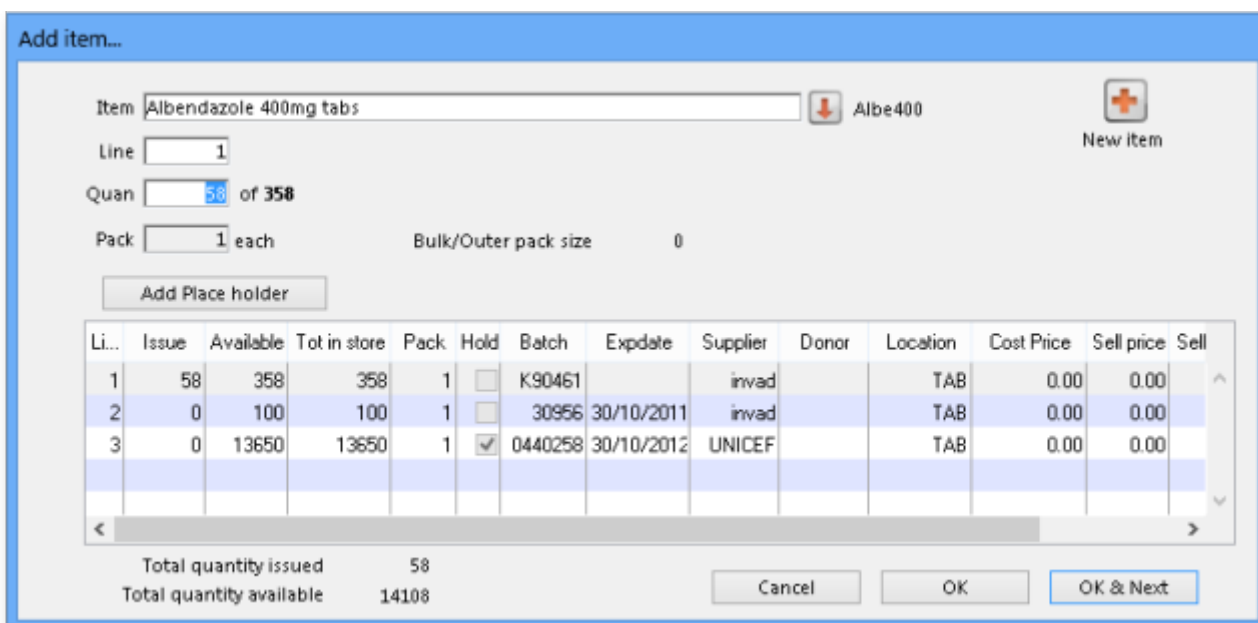 Add item...
Item Albendazole 400mg tabs Albe400
New item
Line 1
Quan 58 of 358
Pack 1 each Bulk/Outer pack size 0
Add Place holder
Li... Issue Available Tot in store Pack Hold Batch Expdate Supplier Donor Location Cost Price Sell price Sell
1 58 358 358 1 K90461 invad TAB 0.00 0.00
2 0 100 100 1 30956 30/10/2011 invad TAB 0.00 0.00
3 0 13650 13650 1 0440258 30/10/2012 UNICEF TAB 0.00 0.00
Total quantity issued 58
Total quantity available 14108
Cancel OK OK & Next